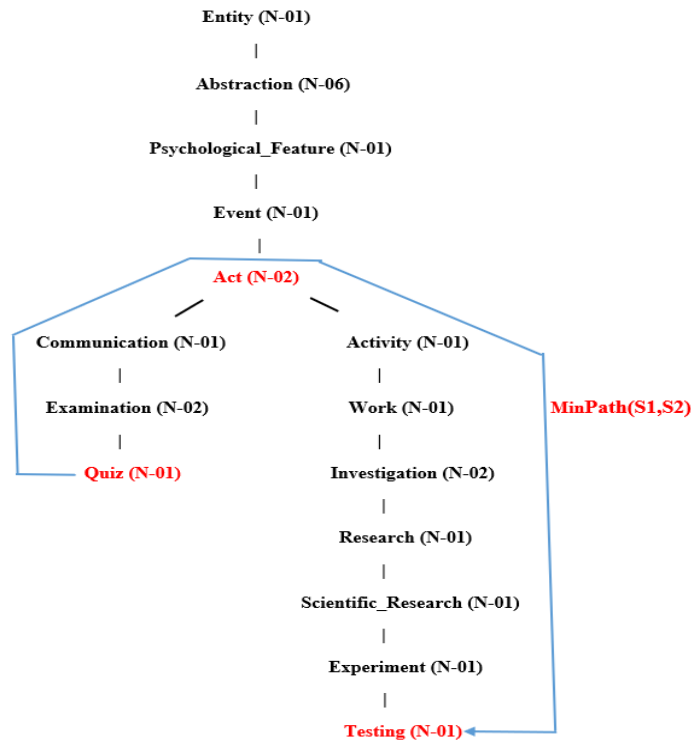 Entity (N-01)
Abstraction (N-06)
Psychological_Feature (N-01)
Event (N-01)
Act (N-02)
Communication (N-01)
Activity (N-01)
Examination (N-02)
Work (N-01)
MinPath(S1,S2)
Quiz (N-01)
Investigation (N-02)
Research (N-01)
Scientific_Research (N-01)
Experiment (N-01)
Testing (N-01)